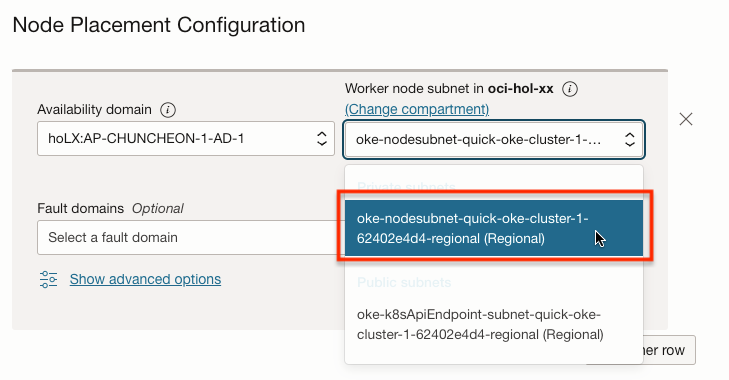 Node Placement Configuration
Worker node subnet in oci-hol-xx
Availability domain
(Change compartment)
hoLX:AP-CHUNCHEON-1-AD-1
oke-nodesubnet-quick-oke-cluster-1-...
Private subnets
Fault domains Optional
oke-nodesubnet-quick-oke-cluster-1-
62402e4d4-regional (Regional)
Select a fault domain
Show advanced options
Public subnets
oke-k8sApiEndpoint-subnet-quick-oke-
cluster-1-62402e4d4-regional (Regional)
row